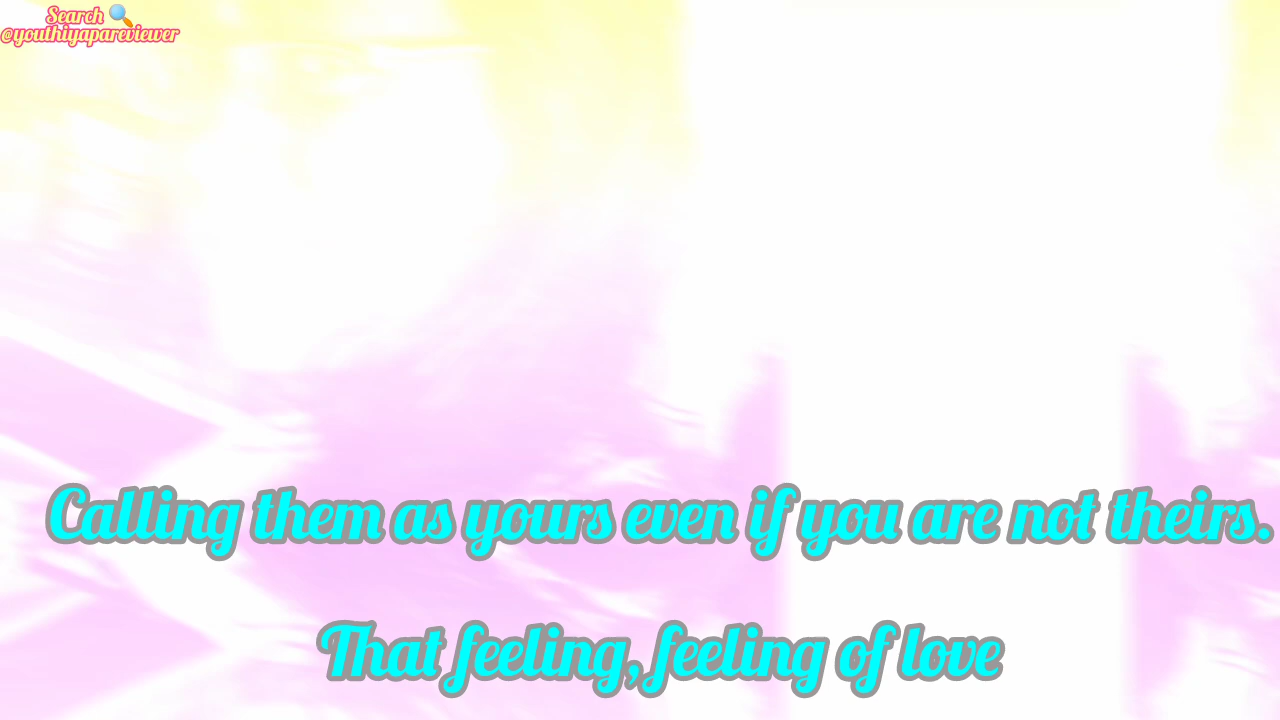 Search 🔍
@youthiyapareviewer
Calling them as yours even if you are not theirs.
That feeling, feeling of love